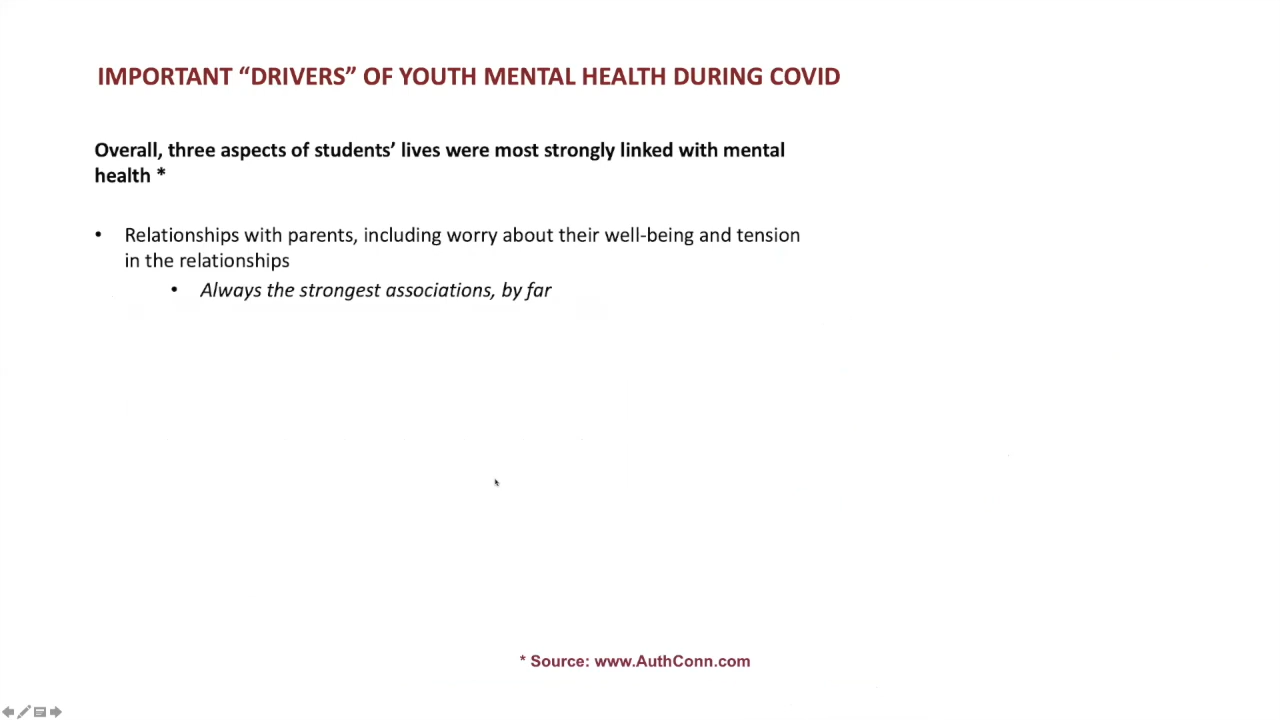 IMPORTANT “DRIVERS” OF YOUTH MENTAL HEALTH DURING COVID
Overall, three aspects of students’ lives were most strongly linked with mental
health *
• Relationships with parents, including worry about their well-being and tension
in the relationships
• Always the strongest associations, by far
* Source: www.AuthConn.com